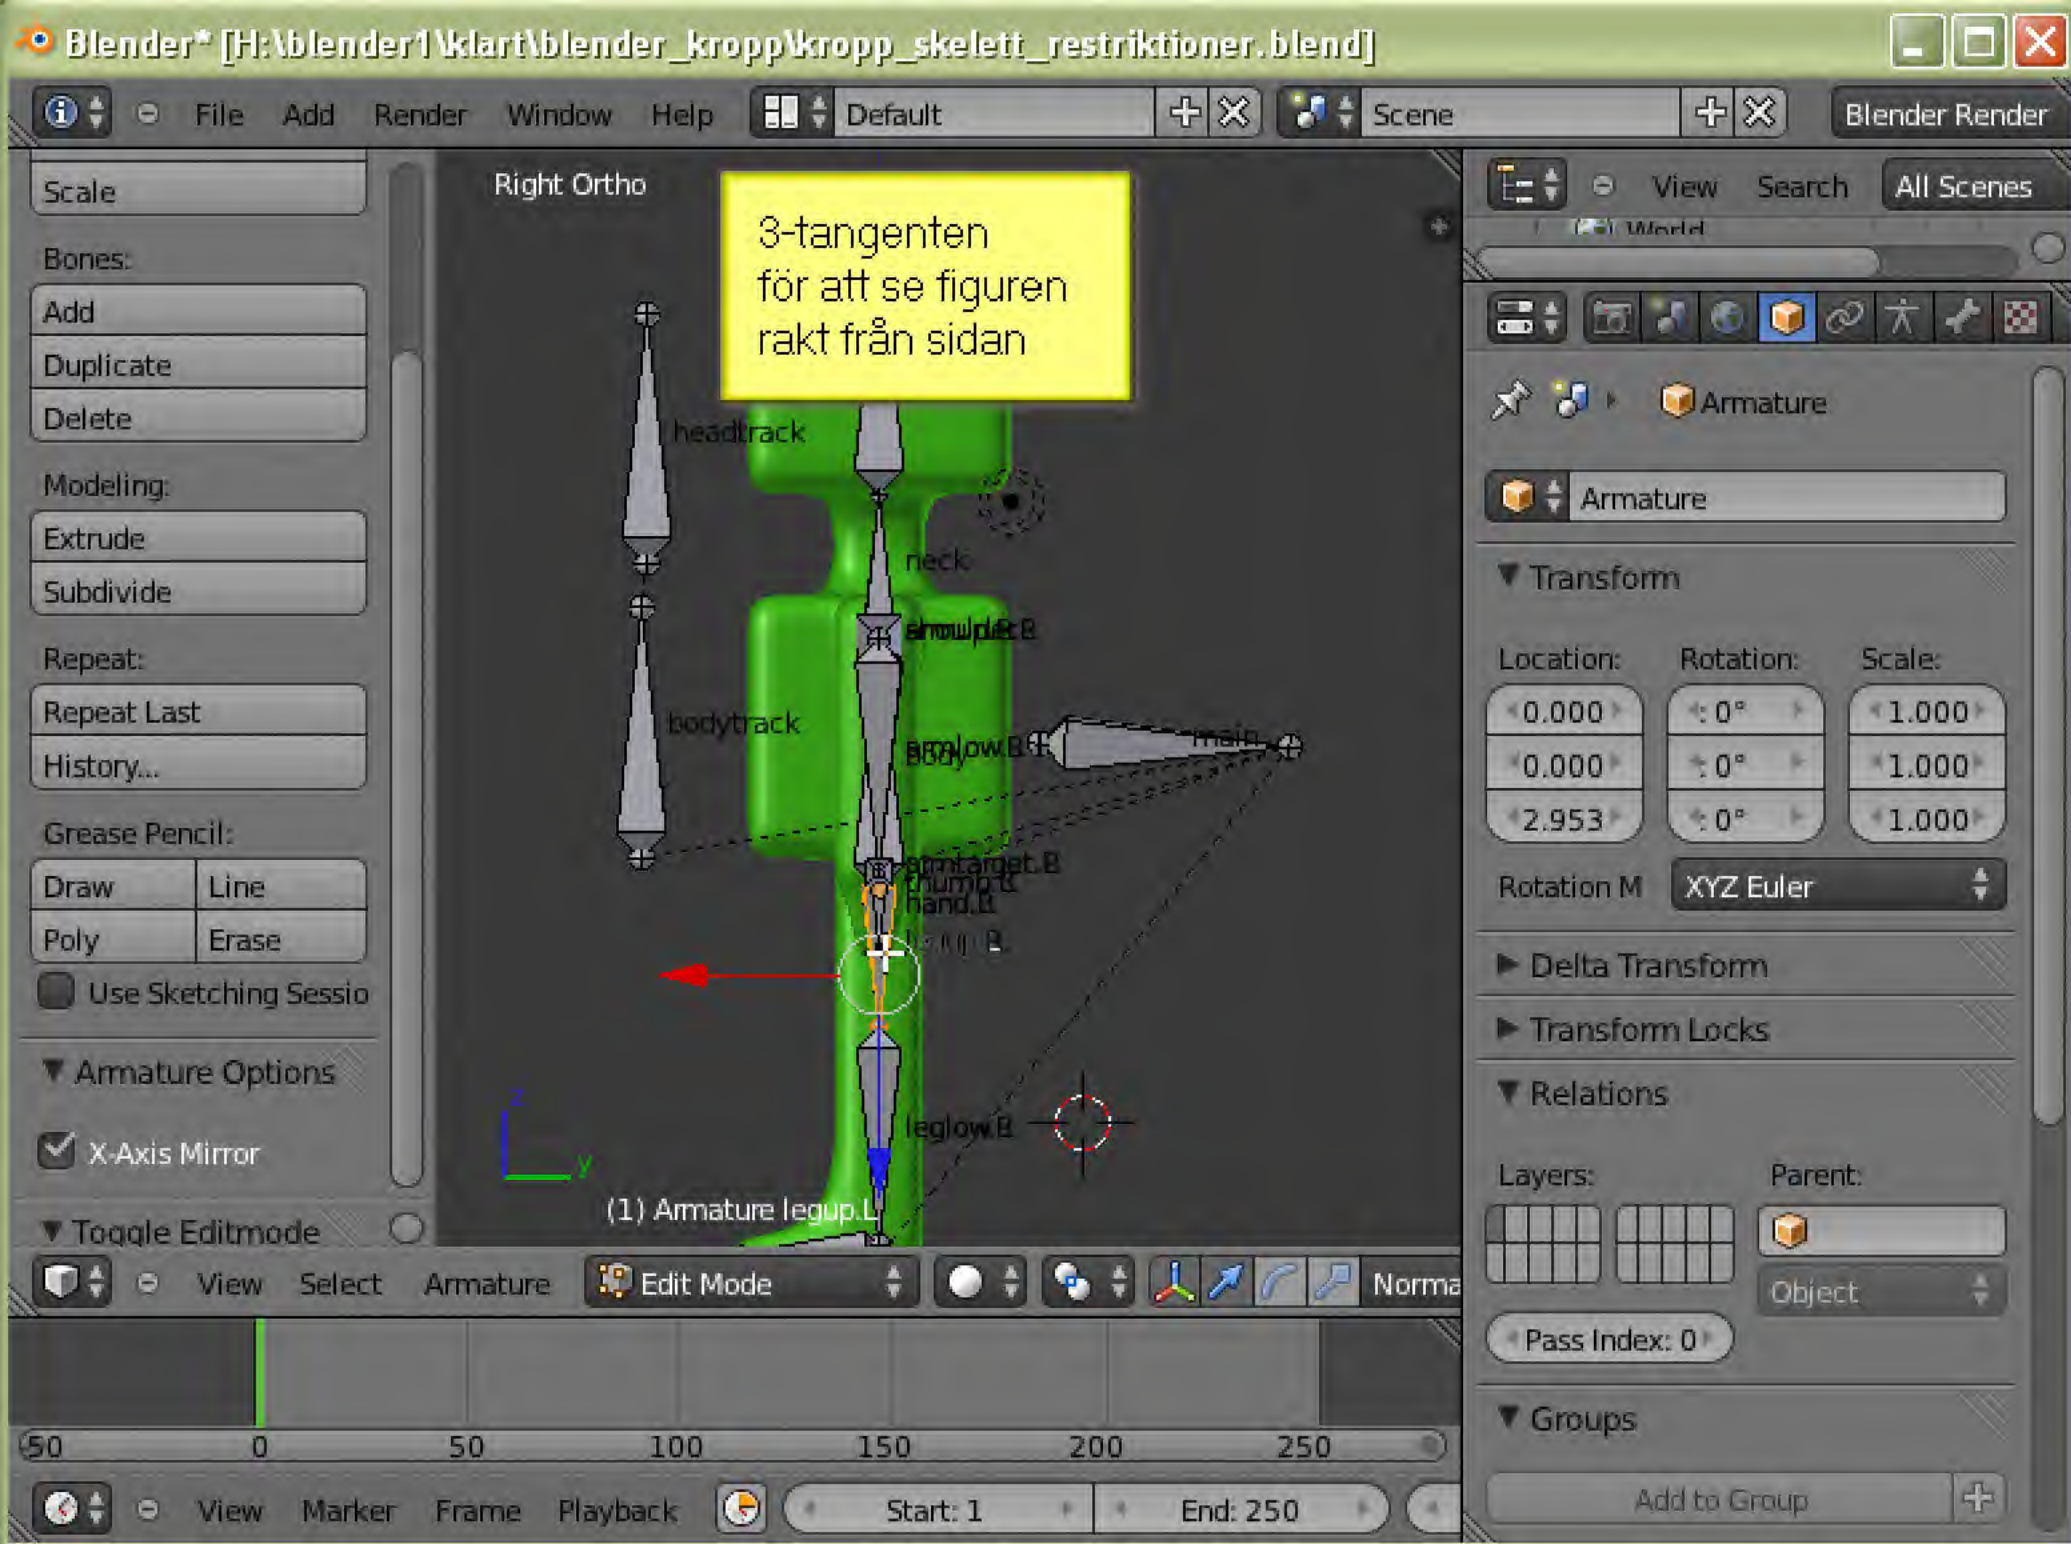 Blender* [H:\blender1\klart\blender_kropp\kropp_skelett_restriktioner.blend]
File Add Render Window Help Default Scene Blender Render
Scale
Bones:
Add
Duplicate
Delete
Modeling:
Extrude
Subdivide
Repeat:
Repeat Last
History...
Grease Pencil:
Draw Line
Poly Erase
Use Sketching Sessio
Armature Options
X-Axis Mirror
Toggle Editmode
Right Ortho
3-tangenten
för att se figuren
rakt från sidan
headtrack
neck
bodytrack
main
hand.R
leglow.R
z
y
(1) Armature legup.L
View Select Armature Edit Mode Norma
-50 0 50 100 150 200 250
View Marker Frame Playback Start: 1 End: 250
View Search All Scenes
World
Armature
Armature
Transform
Location: Rotation: Scale:
0.000 : 0° 1.000
0.000 : 0° 1.000
2.953 : 0° 1.000
Rotation M XYZ Euler
Delta Transform
Transform Locks
Relations
Layers: Parent:
Object
Pass Index: 0
Groups
Add to Group